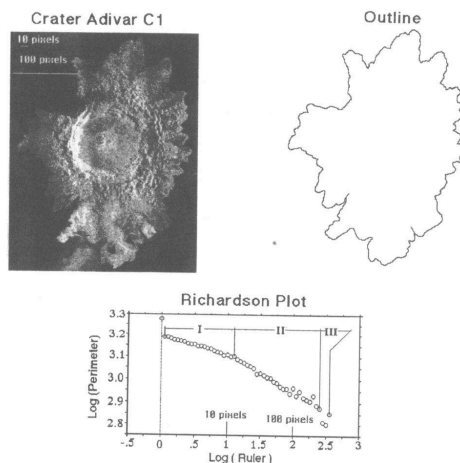 Crater Adivar C1
10 pixels
100 pixels
Outline
Richardson Plot
Log (Perimeter)
3.3
3.2
3.1
3.0
2.9
2.8
I
II
III
10 pixels
100 pixels
-.5
0
.5
1
1.5
2
2.5
3
Log ( Ruler )